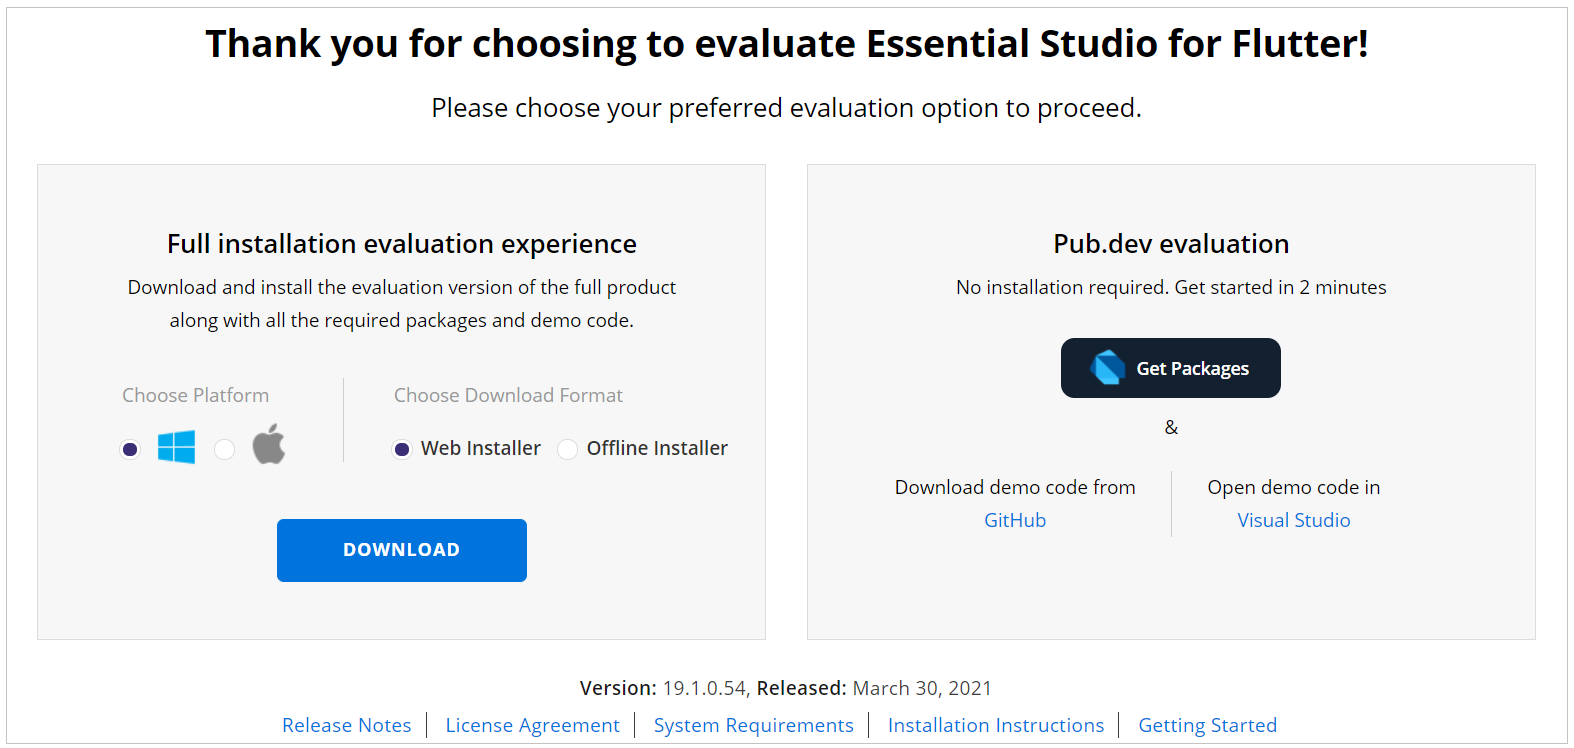 Thank you for choosing to evaluate Essential Studio for Flutter!
Please choose your preferred evaluation option to proceed.
Full installation evaluation experience
Download and install the evaluation version of the full product
along with all the required packages and demo code.
Choose Platform
Choose Download Format
Web Installer
Offline Installer
DOWNLOAD
Pub.dev evaluation
No installation required. Get started in 2 minutes
Get Packages
&
Download demo code from
GitHub
Open demo code in
Visual Studio
Version: 19.1.0.54, Released: March 30, 2021
Release Notes | License Agreement | System Requirements | Installation Instructions | Getting Started